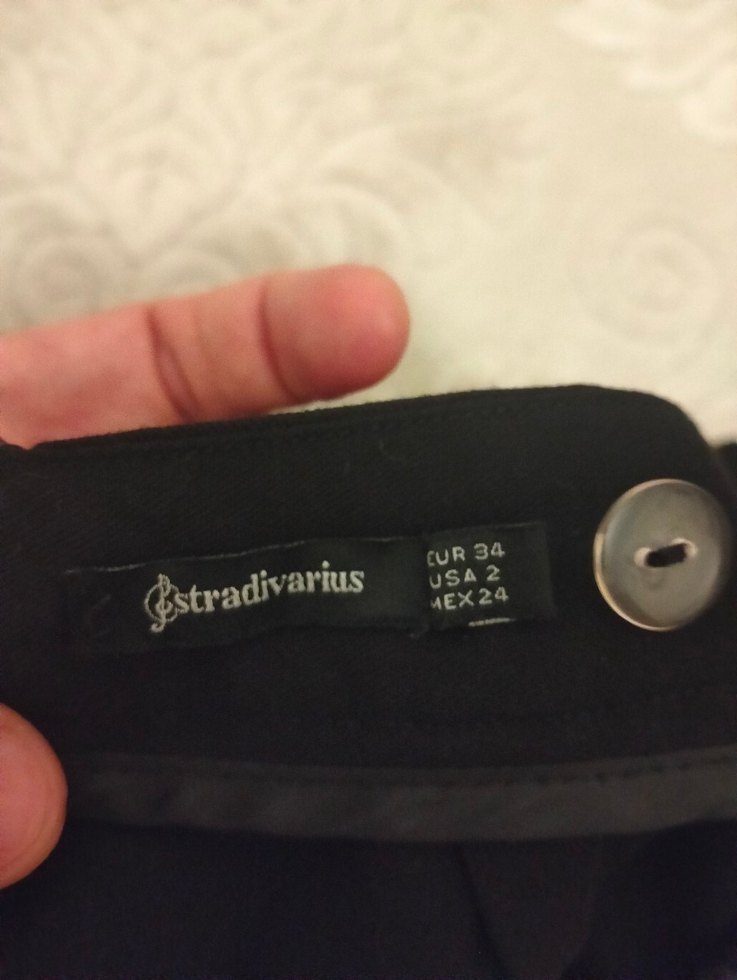 stradivarius
EUR 34
USA 2
MEX 24